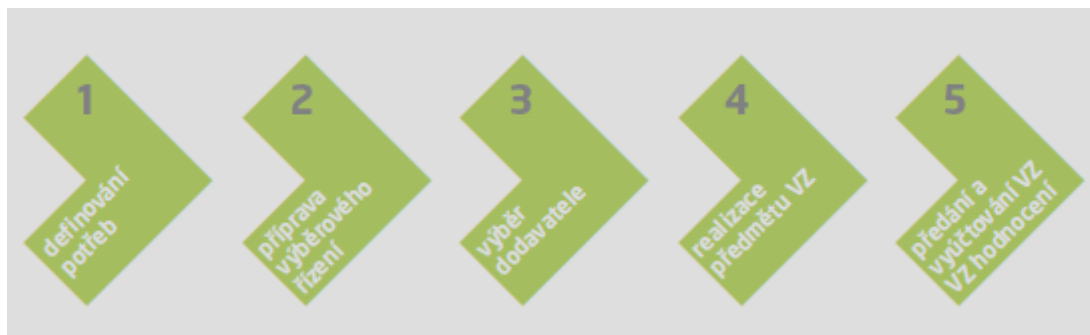 1
definování
potřeb
2
příprava
výběrového
řízení
3
výběr
dodavatele
4
realizace
předmětu VZ
5
předání a
vyúčtování VZ
VZ hodnocení